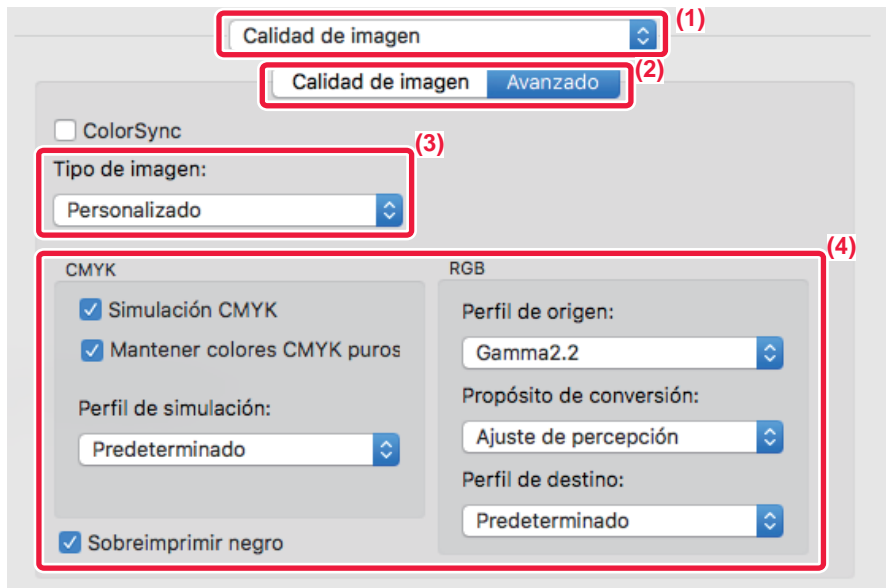 Calidad de imagen
(1)
Calidad de imagen Avanzado
(2)
ColorSync
(3)
Tipo de imagen:
Personalizado
(4)
CMYK
Simulación CMYK
Mantener colores CMYK puros
Perfil de simulación:
Predeterminado
Sobreimprimir negro
RGB
Perfil de origen:
Gamma2.2
Propósito de conversión:
Ajuste de percepción
Perfil de destino:
Predeterminado